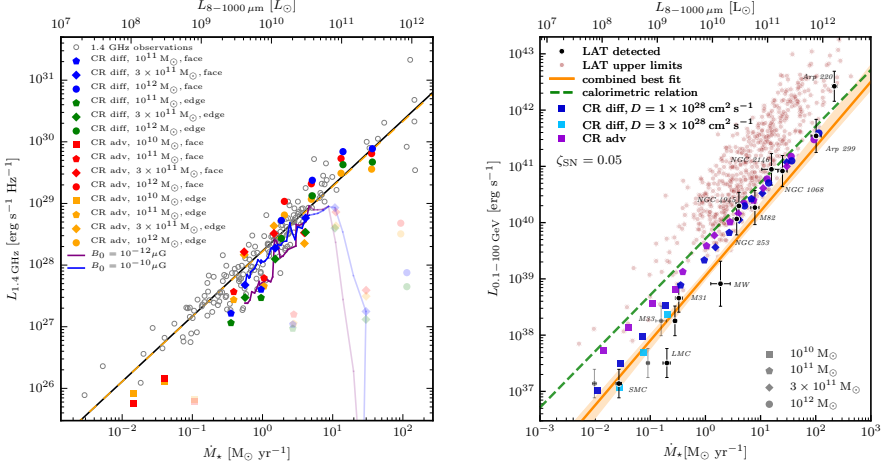 L8−1000 μm [L⊙]
10^7 10^8 10^9 10^10 10^11 10^12
L1.4 GHz [erg s−1 Hz−1]
10^31
10^30
10^29
10^28
10^27
10^26
1.4 GHz observations
CR diff, 10^11 M⊙, face
CR diff, 3 × 10^11 M⊙, face
CR diff, 10^12 M⊙, face
CR diff, 10^11 M⊙, edge
CR diff, 3 × 10^11 M⊙, edge
CR diff, 10^12 M⊙, edge
CR adv, 10^10 M⊙, face
CR adv, 10^11 M⊙, face
CR adv, 3 × 10^11 M⊙, face
CR adv, 10^12 M⊙, face
CR adv, 10^10 M⊙, edge
CR adv, 10^11 M⊙, edge
CR adv, 3 × 10^11 M⊙, edge
CR adv, 10^12 M⊙, edge
B0 = 10^−12 μG
B0 = 10^−10 μG
10^−2 10^−1 10^0 10^1 10^2
Ṁ⋆ [M⊙ yr−1]
L8−1000 μm [L⊙]
10^7 10^8 10^9 10^10 10^11 10^12
L0.1−100 GeV [erg s−1]
10^43
10^42
10^41
10^40
10^39
10^38
10^37
LAT detected
LAT upper limits
combined best fit
calorimetric relation
CR diff, D = 1 × 10^28 cm^2 s−1
CR diff, D = 3 × 10^28 cm^2 s−1
CR adv
ζSN = 0.05
Arp 220
Arp 299
NGC 2146
NGC 1068
NGC 4945
M82
NGC 253
MW
M31
M33
LMC
SMC
10^10 M⊙
10^11 M⊙
3 × 10^11 M⊙
10^12 M⊙
10^−3 10^−2 10^−1 10^0 10^1 10^2 10^3
Ṁ⋆ [M⊙ yr−1]